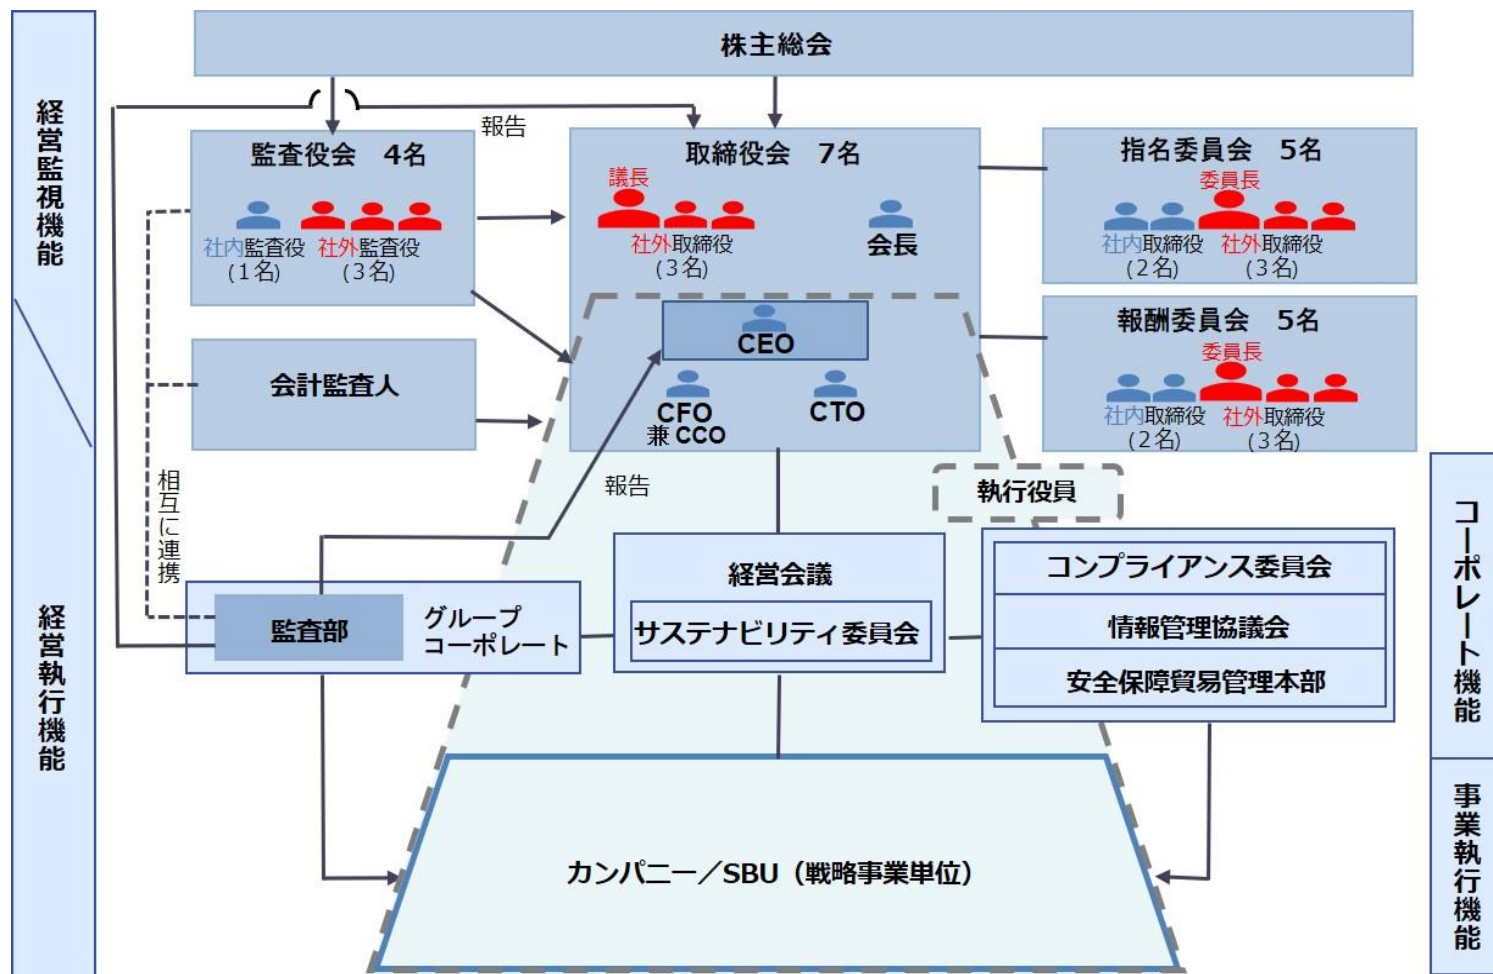 株主総会
経営監視機能
報告
監査役会 4名
社内監査役
(1名)
社外監査役
(3名)
取締役会 7名
議長
社外取締役
(3名)
会長
指名委員会 5名
委員長
社内取締役
(2名)
社外取締役
(3名)
CEO
CFO
兼 CCO
CTO
報酬委員会 5名
委員長
社内取締役
(2名)
社外取締役
(3名)
会計監査人
相互に連携
報告
執行役員
経営執行機能
監査部
グループ
コーポレート
経営会議
サステナビリティ委員会
コンプライアンス委員会
情報管理協議会
安全保障貿易管理本部
コーポレート機能
カンパニー/SBU(戦略事業単位)
事業執行機能